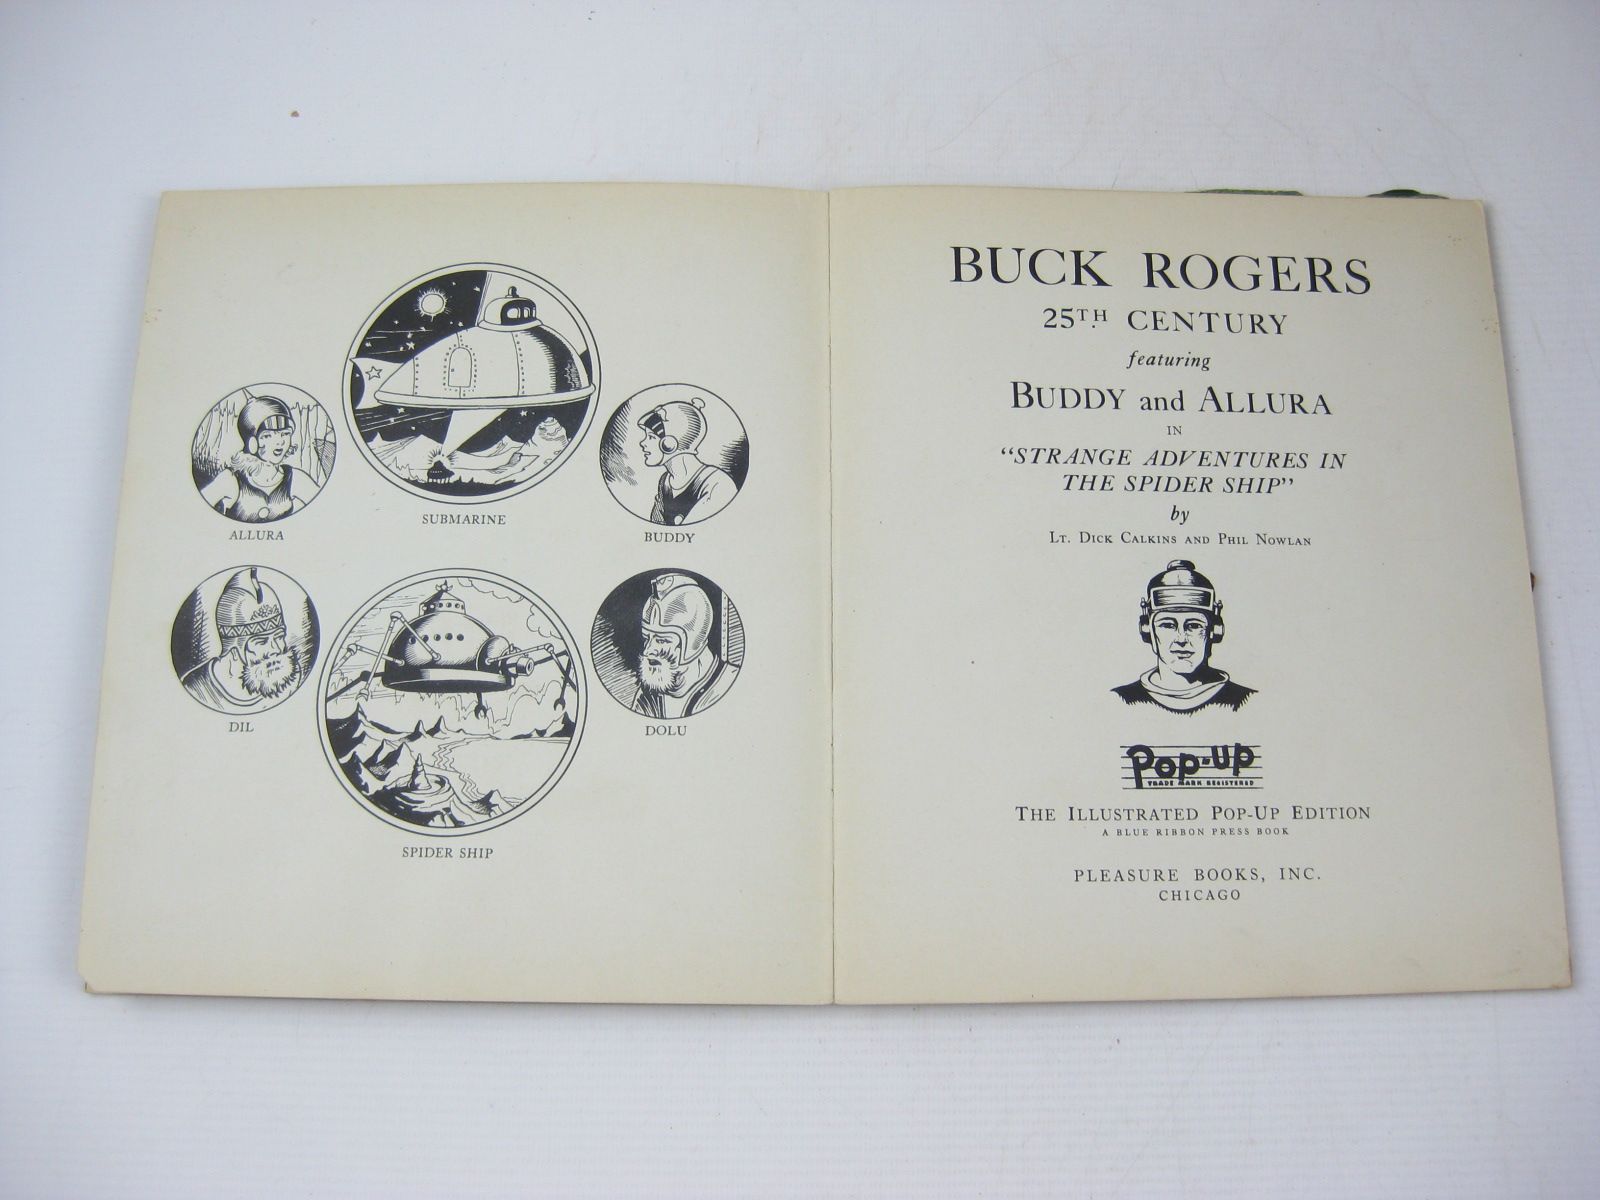 SUBMARINE
ALLURA
BUDDY
DIL
DOLU
SPIDER SHIP
BUCK ROGERS
25TH CENTURY
featuring
BUDDY and ALLURA
IN
"STRANGE ADVENTURES IN
THE SPIDER SHIP"
by
LT. DICK CALKINS AND PHIL NOWLAN
Pop-Up
TRADE MARK REGISTERED
THE ILLUSTRATED POP-UP EDITION
A BLUE RIBBON PRESS BOOK
PLEASURE BOOKS, INC.
CHICAGO